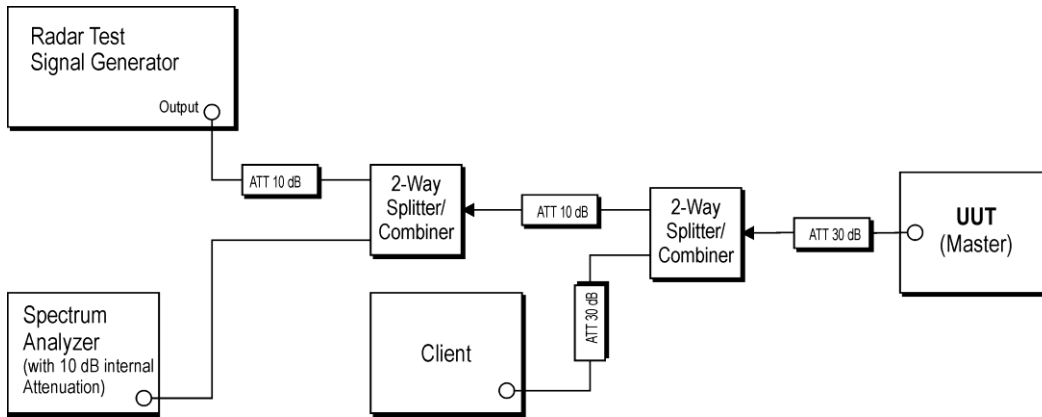 Radar Test
Signal Generator
Output
ATT 10 dB
2-Way
Splitter/
Combiner
ATT 10 dB
2-Way
Splitter/
Combiner
ATT 30 dB
UUT
(Master)
Spectrum
Analyzer
(with 10 dB internal
Attenuation)
Client
ATT 30 dB